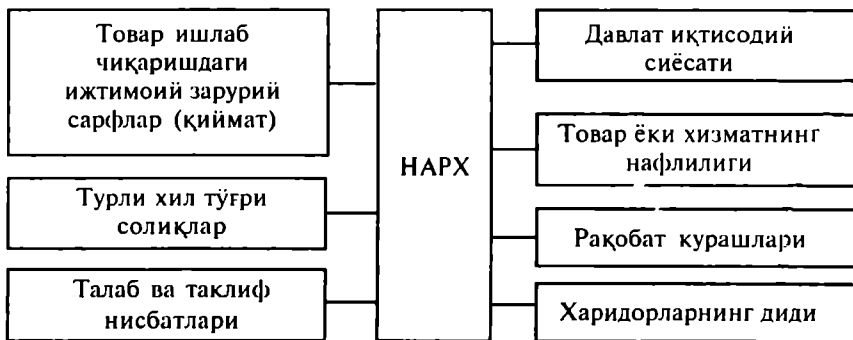 Товар ишлаб
чиқаришдаги
ижтимоий зарурий
сарфлар (қиймат)
Турли хил тўғри
солиқлар
Талаб ва таклиф
нисбатлари
НАРХ
Давлат иқтисодий
сиёсати
Товар ёки хизматнинг
нафлилиги
Рақобат курашлари
Харидорларнинг диди